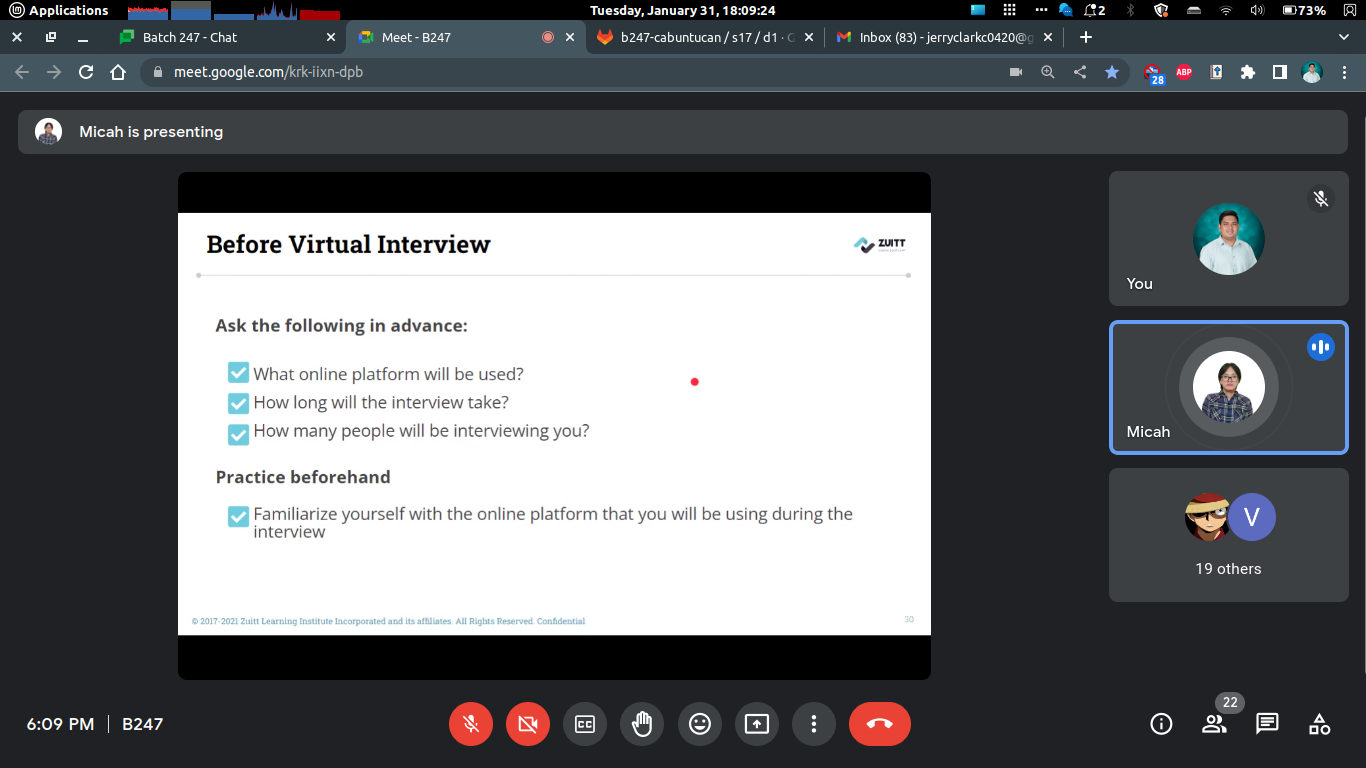 Applications
Tuesday, January 31, 18:09:24
2
73%
Batch 247 - Chat
Meet - B247
b247-cabuntucan / s17 / d1 · G
Inbox (83) - jerryclarkc0420@g
meet.google.com/krk-iixn-dpb
28
ABP
Micah is presenting
Before Virtual Interview
ZUITT
Ask the following in advance:
What online platform will be used?
How long will the interview take?
How many people will be interviewing you?
Practice beforehand
Familiarize yourself with the online platform that you will be using during the
interview
© 2017-2021 Zuitt Learning Institute Incorporated and its affiliates. All Rights Reserved. Confidential
30
You
Micah
V
19 others
6:09 PM
B247
CC
22